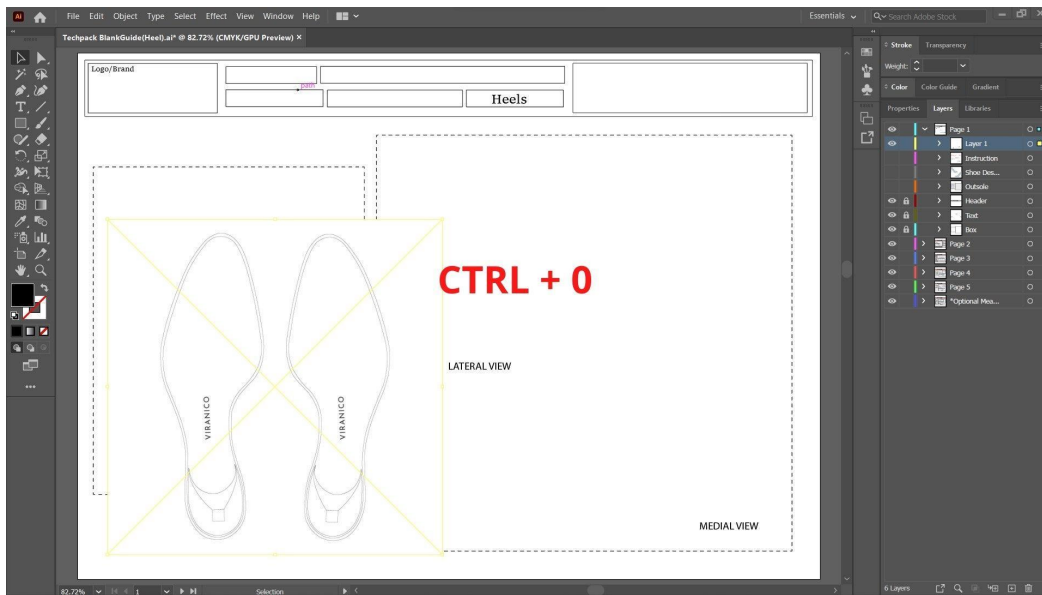 Ai File Edit Object Type Select Effect View Window Help
Essentials
Search Adobe Stock
Techpack BlankGuide(Heel).ai* @ 82.72% (CMYK/GPU Preview) ×
Logo/Brand
path
Heels
CTRL + 0
LATERAL VIEW
VIRANICO
VIRANICO
MEDIAL VIEW
Stroke Transparency
Weight:
Color Color Guide Gradient
Properties Layers Libraries
Page 1
Layer 1
Instruction
Shoe Des...
Outsole
Header
Text
Box
Page 2
Page 3
Page 4
Page 5
*Optional Mea...
82.72% 1 Selection
6 Layers